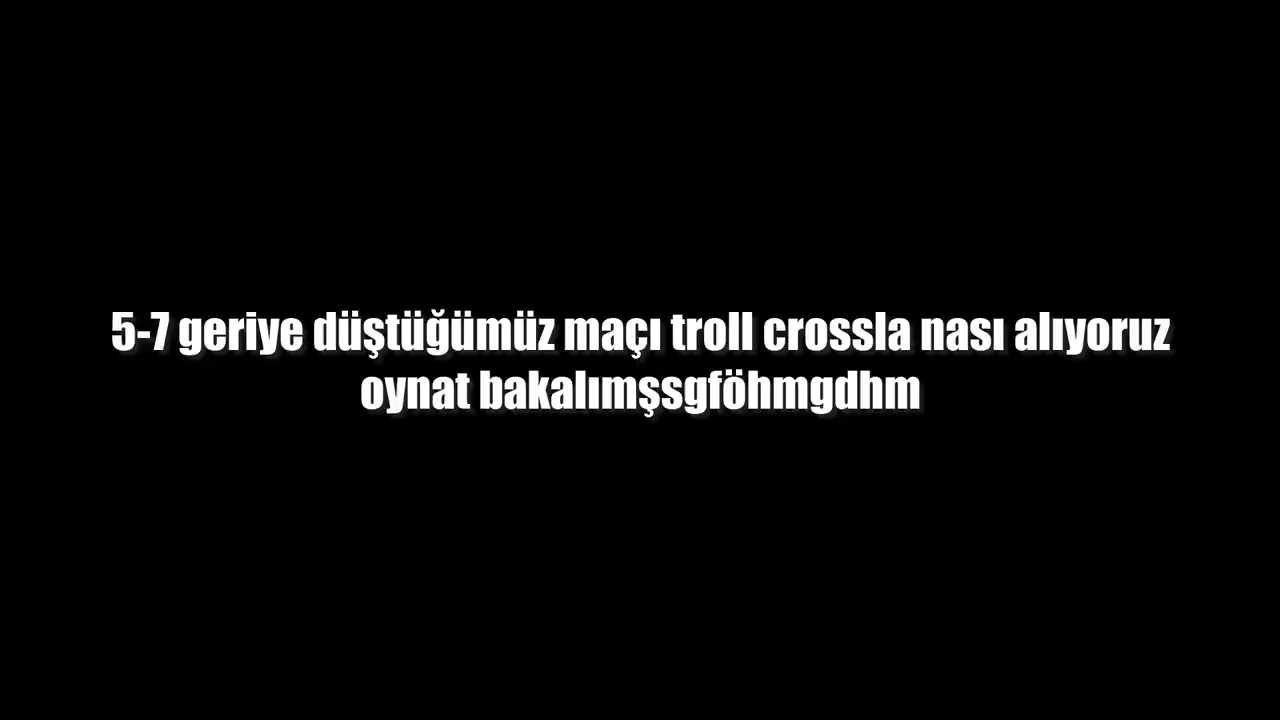 5-7 geriye düştüğümüz maçı troll crossla nası alıyoruz
oynat bakalımşsgföhmgdhm